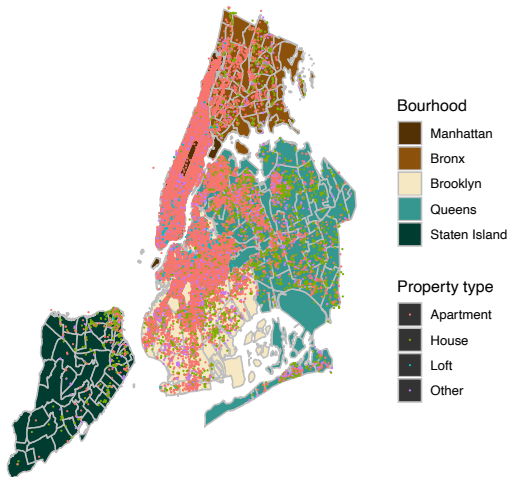 Bourhood
Manhattan
Bronx
Brooklyn
Queens
Staten Island
Property type
Apartment
House
Loft
Other